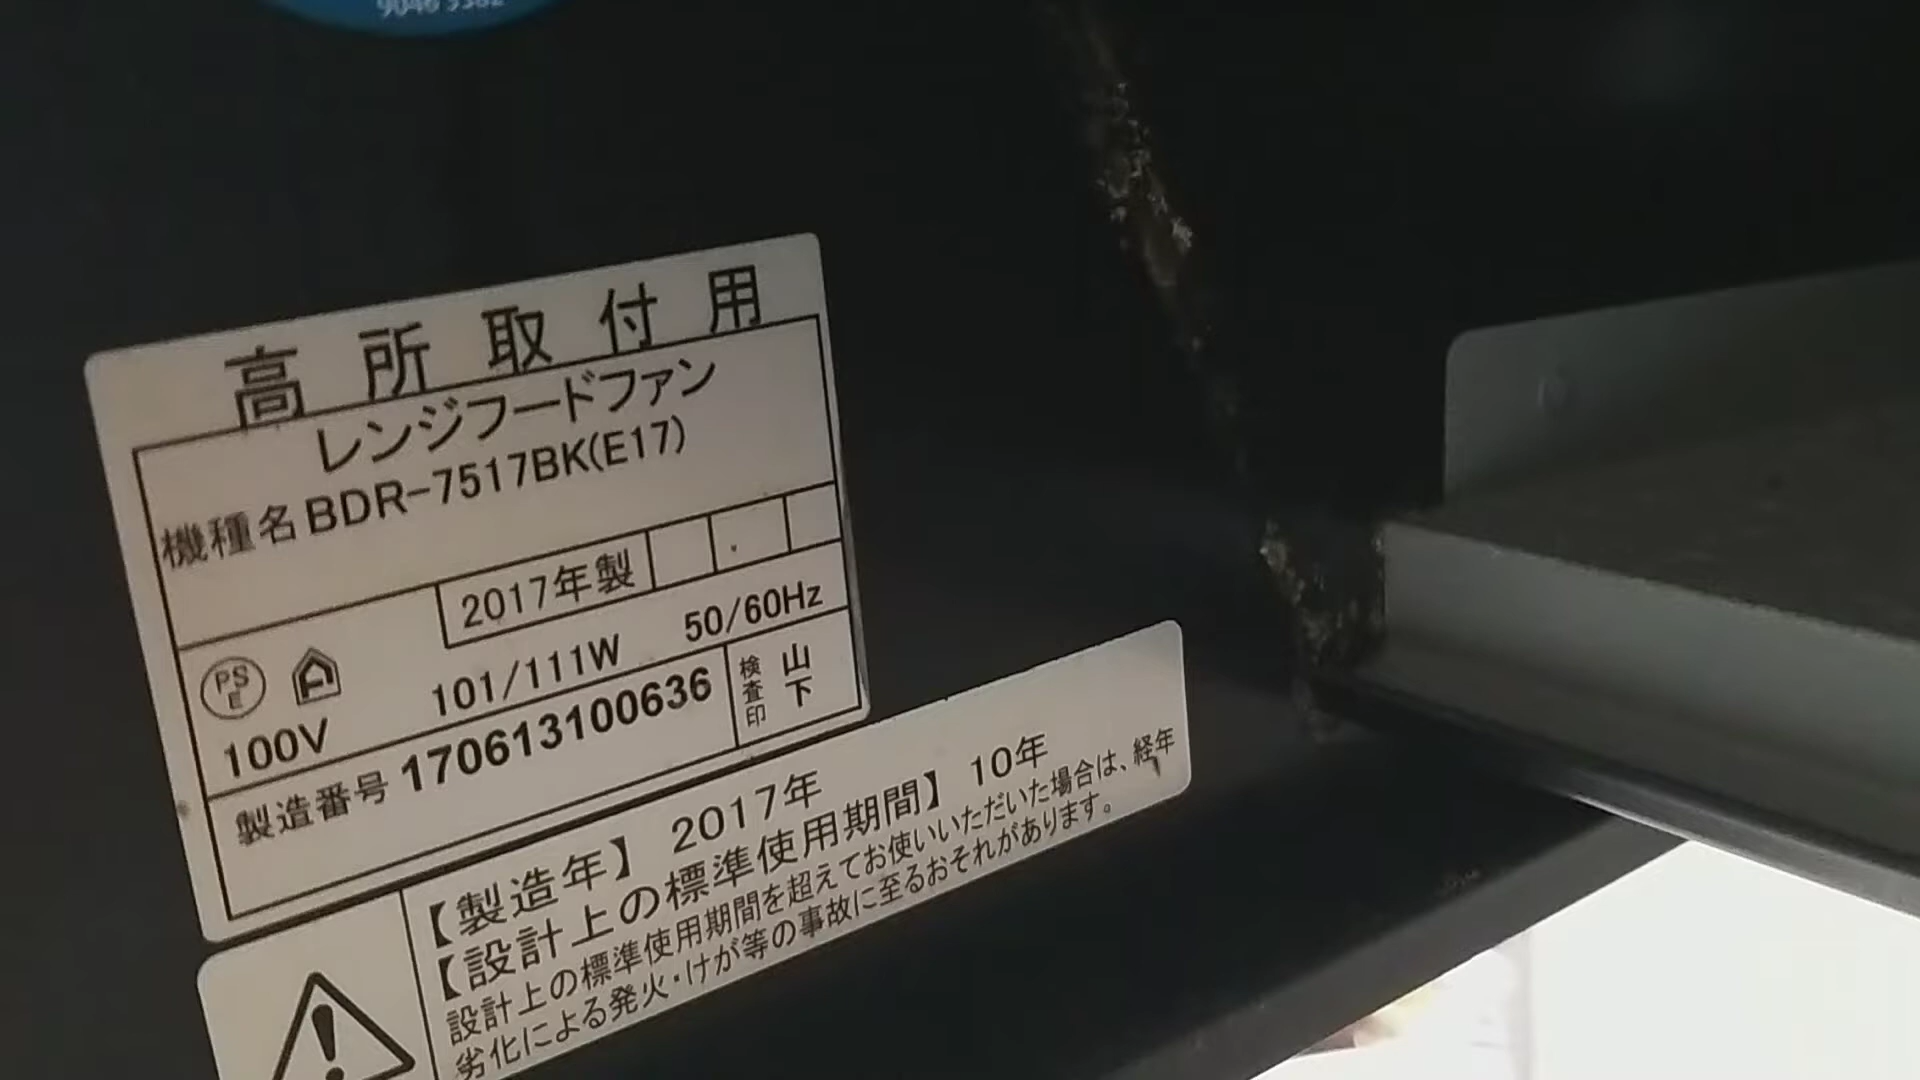 9046 9382
高所取付用
レンジフードファン
機種名 BDR-7517BK(E17)
2017年製
PS
E
100V 101/111W 50/60Hz
製造番号 170613100636
検査印
山下
【製造年】 2017年
【設計上の標準使用期間】 10年
設計上の標準使用期間を超えてお使いいただいた場合は、経年
劣化による発火・けが等の事故に至るおそれがあります。